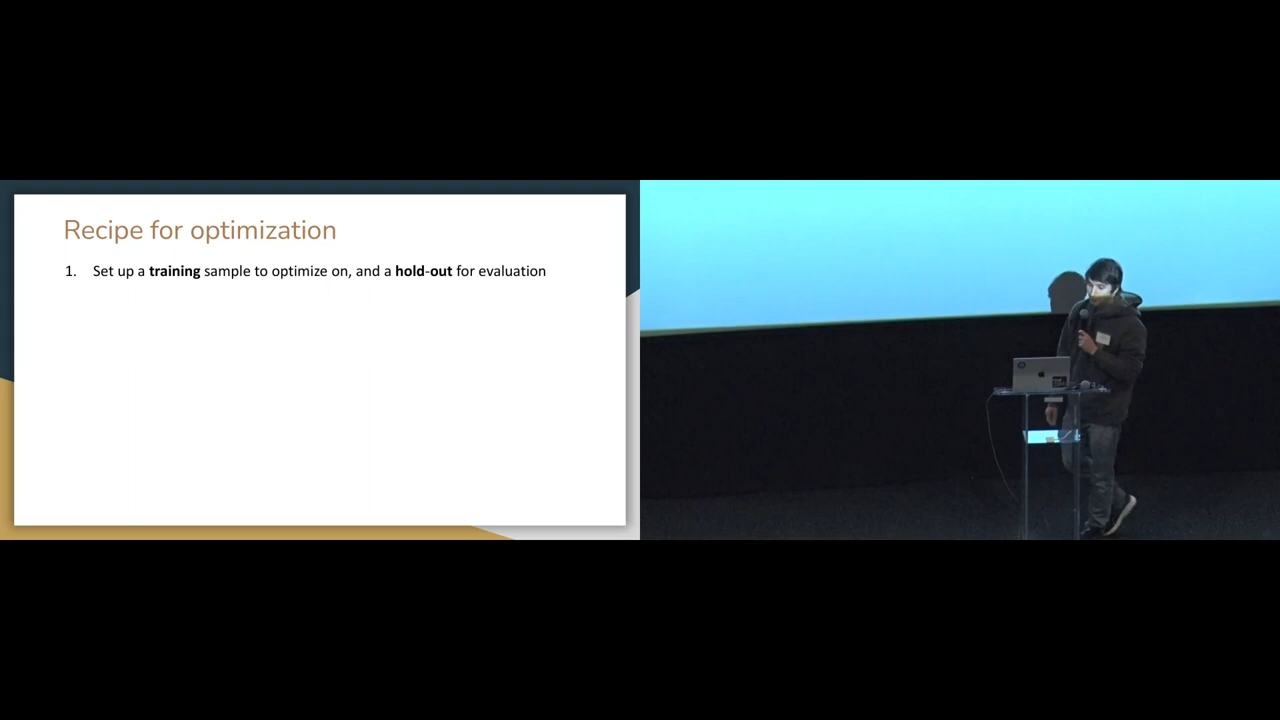 Recipe for optimization
1. Set up a training sample to optimize on, and a hold-out for evaluation